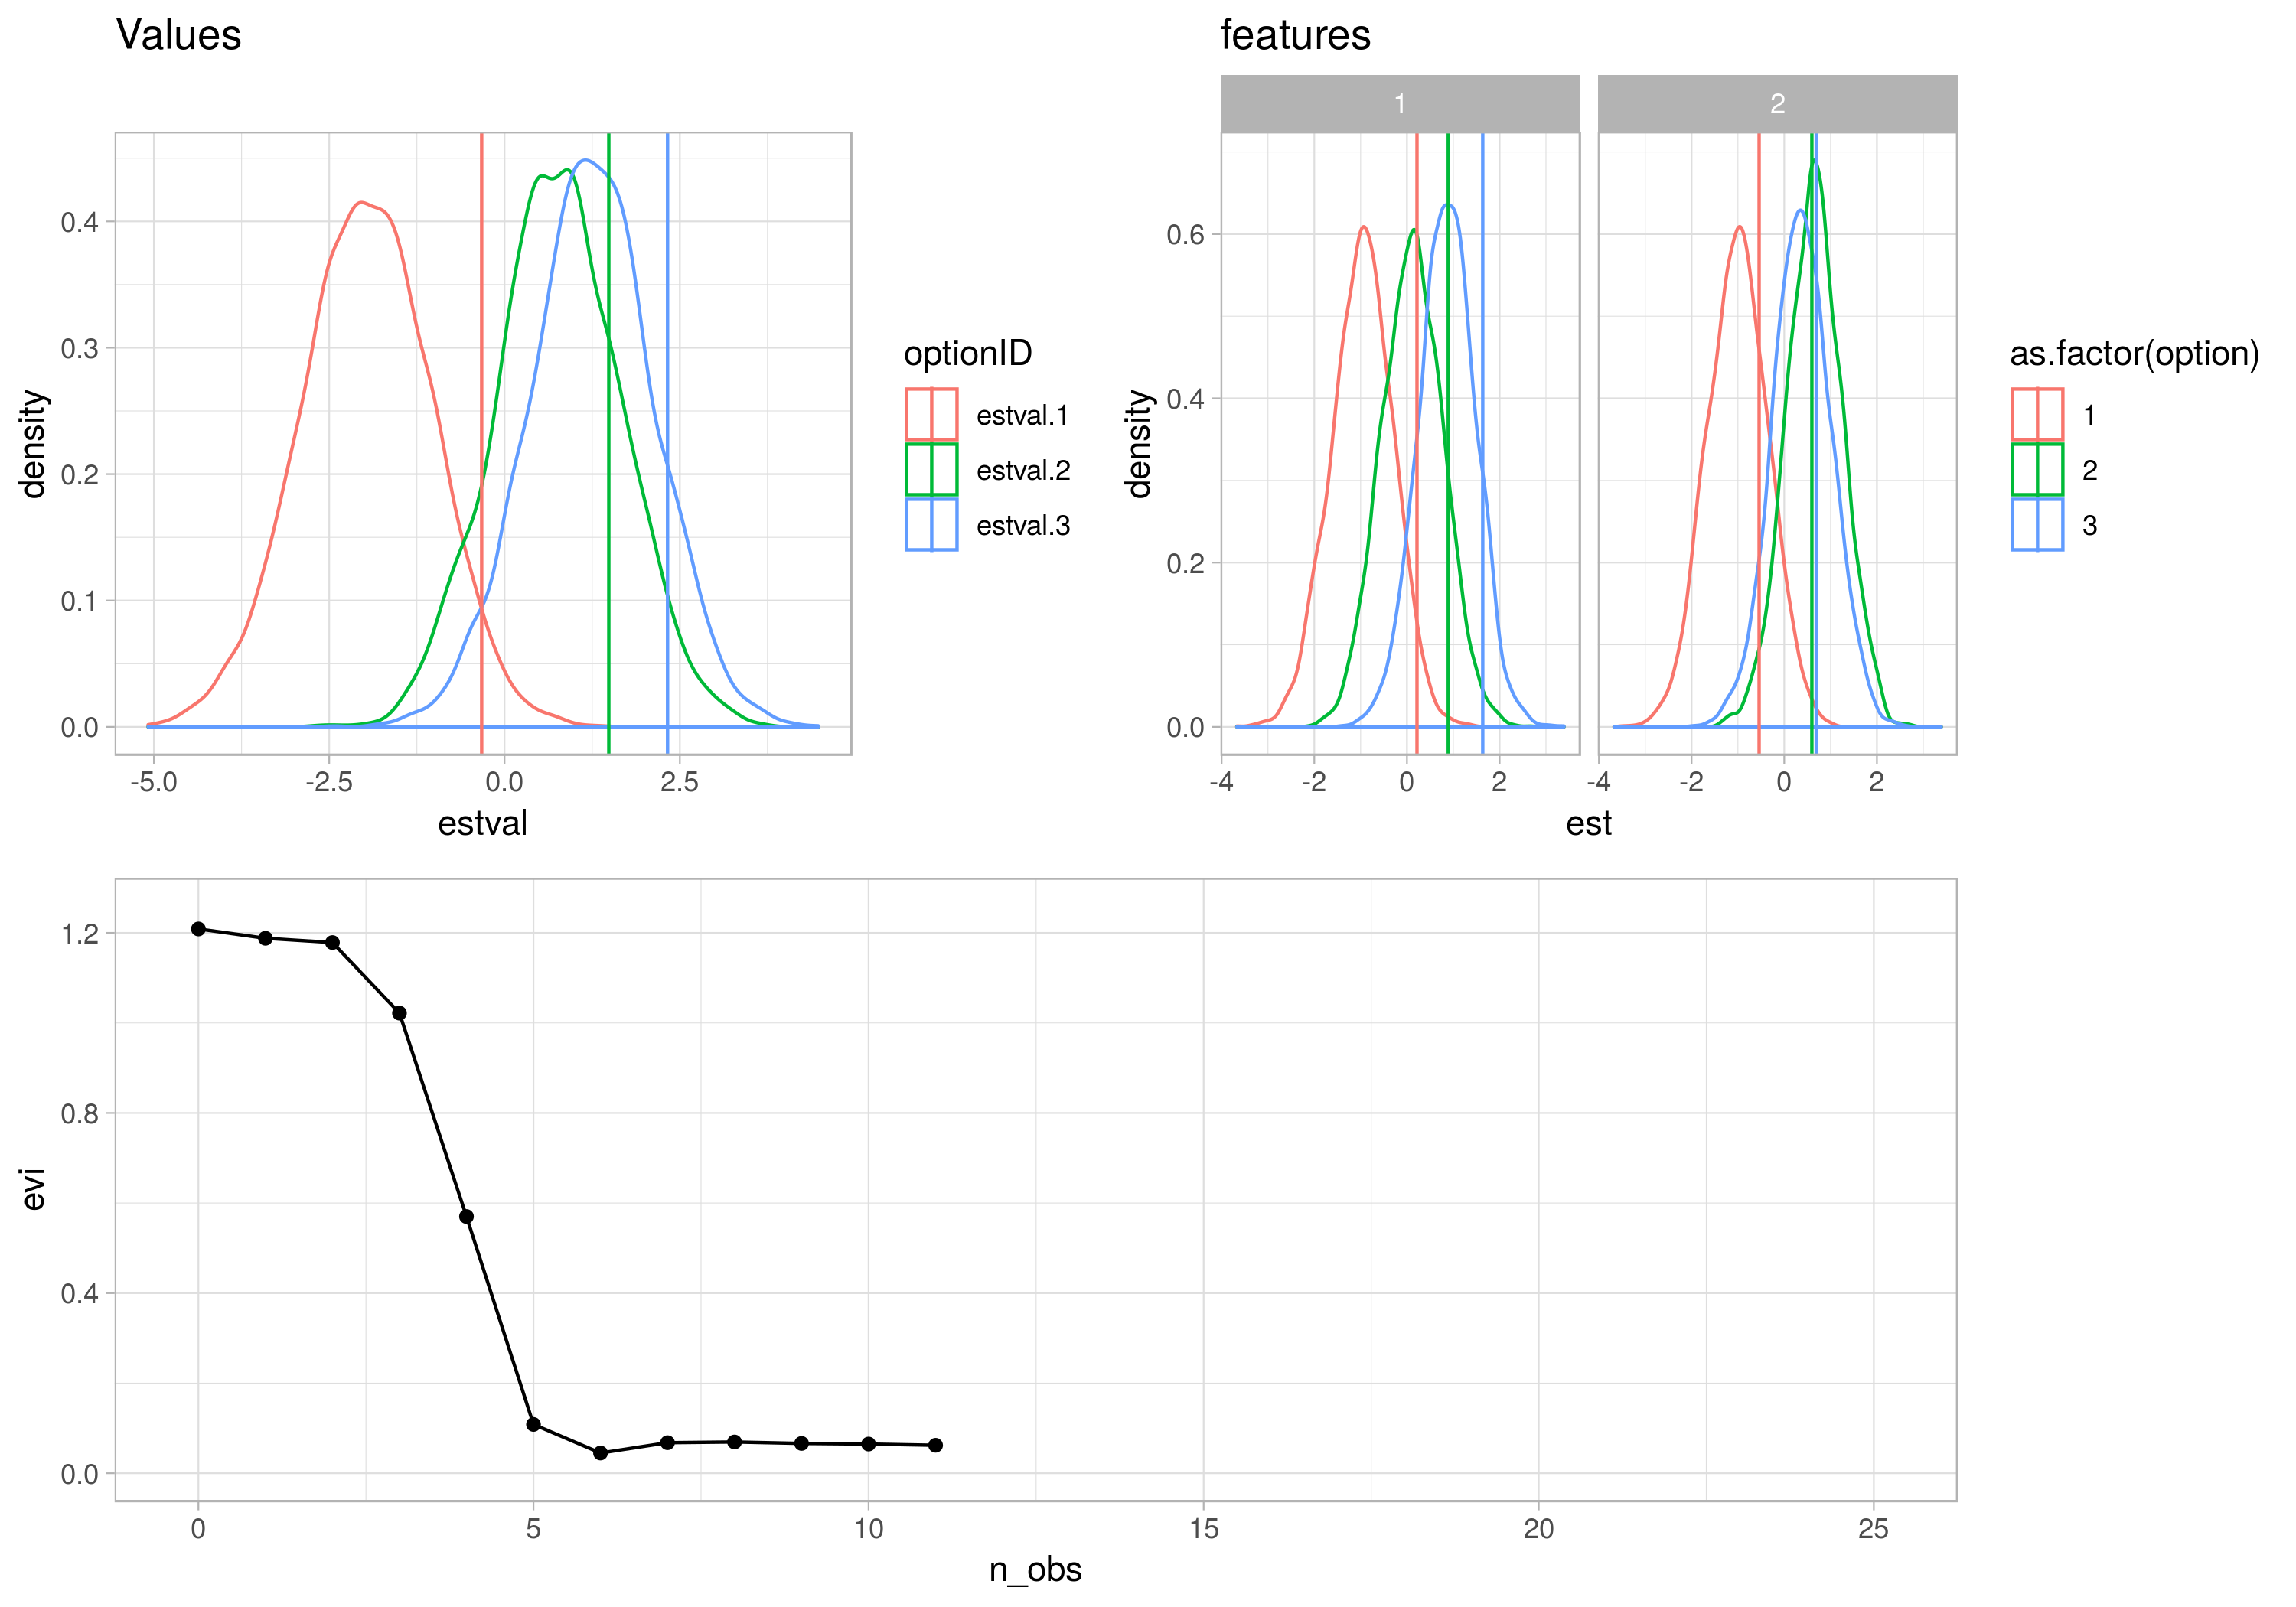 Values
density
0.4
0.3
0.2
0.1
0.0
-5.0 -2.5 0.0 2.5
estval
optionID
estval.1
estval.2
estval.3
features
1 2
density
0.6
0.4
0.2
0.0
-4 -2 0 2 -4 -2 0 2
est
as.factor(option)
1
2
3
evi
1.2
0.8
0.4
0.0
0 5 10 15 20 25
n_obs